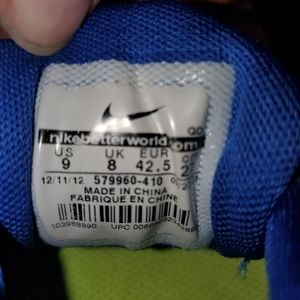 nikebetterworld.com
US UK EUR
9 8 42.5
12/11/12 579960-410
MADE IN CHINA
FABRIQUE EN CHINE
103988890